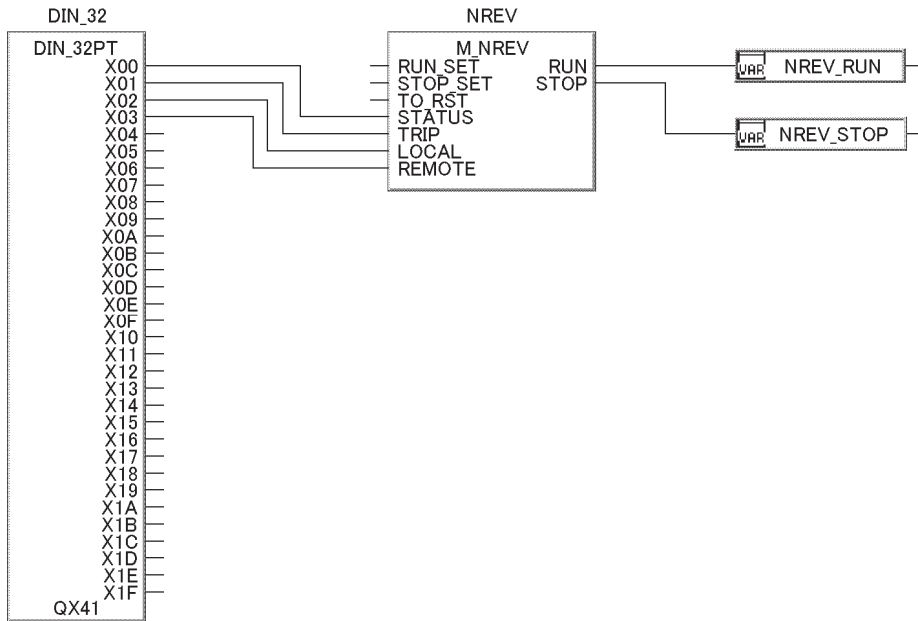 DIN_32
DIN_32PT
X00
X01
X02
X03
X04
X05
X06
X07
X08
X09
X0A
X0B
X0C
X0D
X0E
X0F
X10
X11
X12
X13
X14
X15
X16
X17
X18
X19
X1A
X1B
X1C
X1D
X1E
X1F
QX41
NREV
M_NREV
RUN_SET RUN
STOP_SET STOP
TO_RST
STATUS
TRIP
LOCAL
REMOTE
VAR NREV_RUN
VAR NREV_STOP